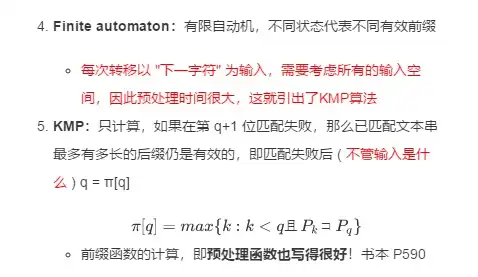 4. Finite automaton：有限自动机，不同状态代表不同有效前缀
○ 每次转移以 "下一字符" 为输入，需要考虑所有的输入空
间，因此预处理时间很大，这就引出了KMP算法
5. KMP：只计算，如果在第 q+1 位匹配失败，那么已匹配文本串
最多有多长的后缀仍是有效的，即匹配失败后 ( 不管输入是什
么 ) q = π[q]
π[q] = max{k : k < q且 P_k ⊐ P_q}
○ 前缀函数的计算，即预处理函数也写得很好！书本 P590